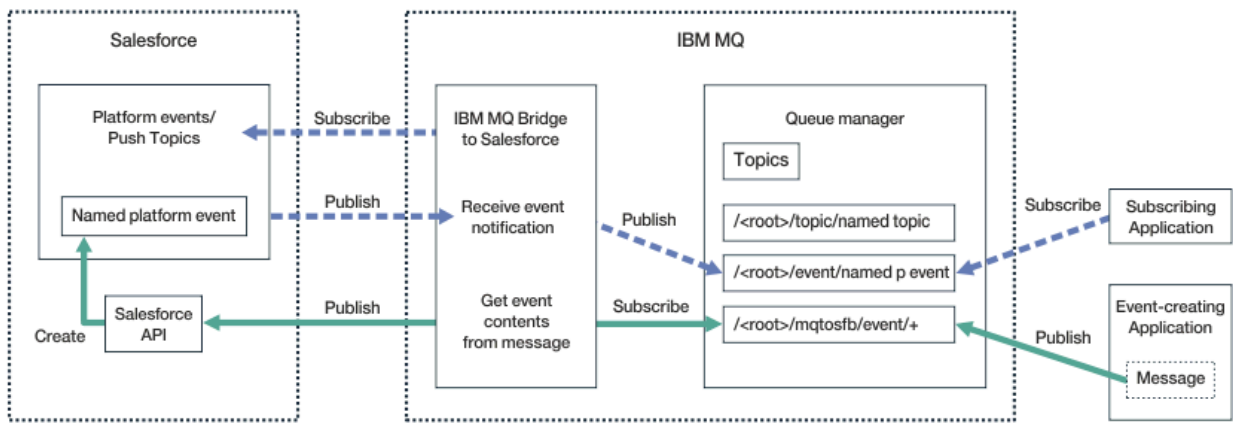 Salesforce
IBM MQ
Platform events/
Push Topics
Subscribe
IBM MQ Bridge
to Salesforce
Queue manager
Topics
Named platform event
Publish
Receive event
notification
Publish
/<root>/topic/named topic
Subscribe
Subscribing
Application
/<root>/event/named p event
Create
Salesforce
API
Publish
Get event
contents
from message
Subscribe
/<root>/mqtosfb/event/+
Publish
Event-creating
Application
Message